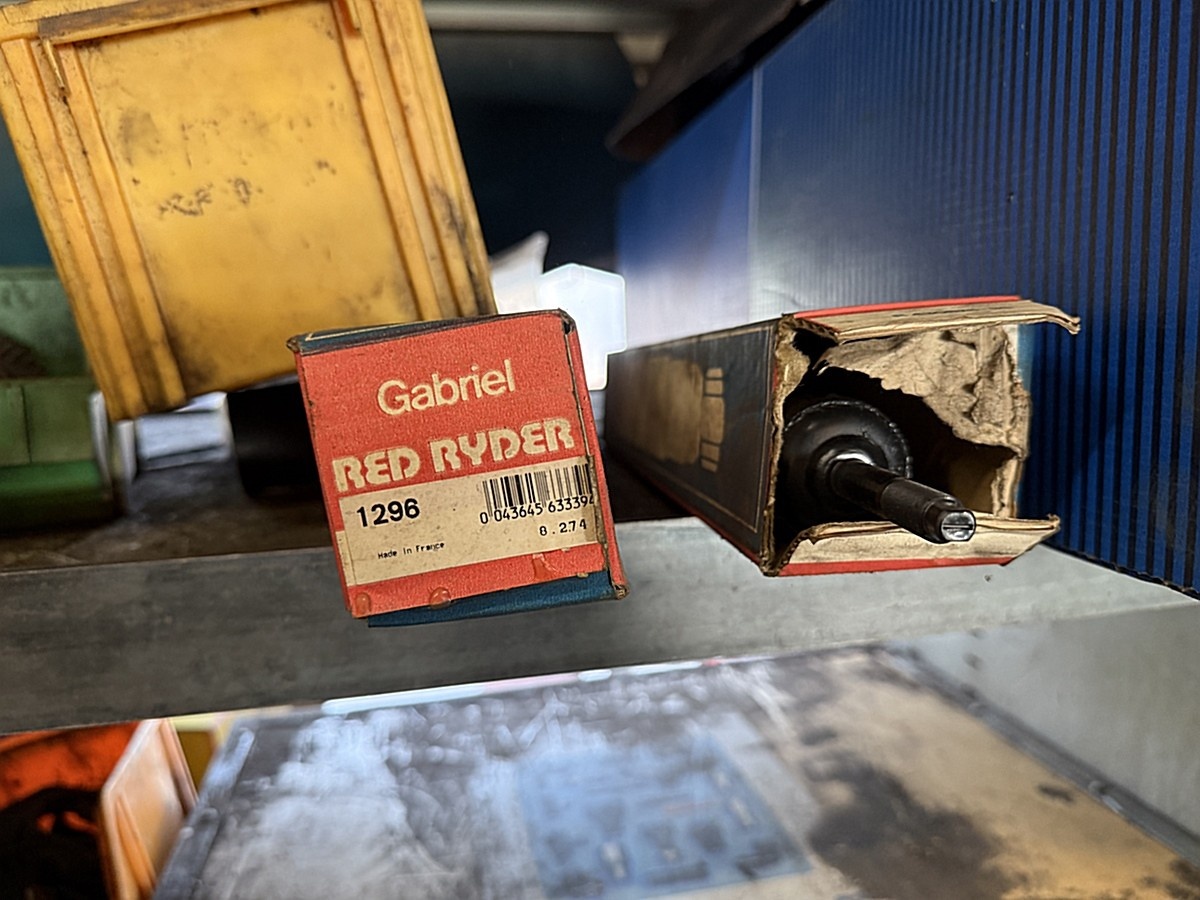 Gabriel
RED RYDER
1296
0 043645 63339
8.274
Made in France